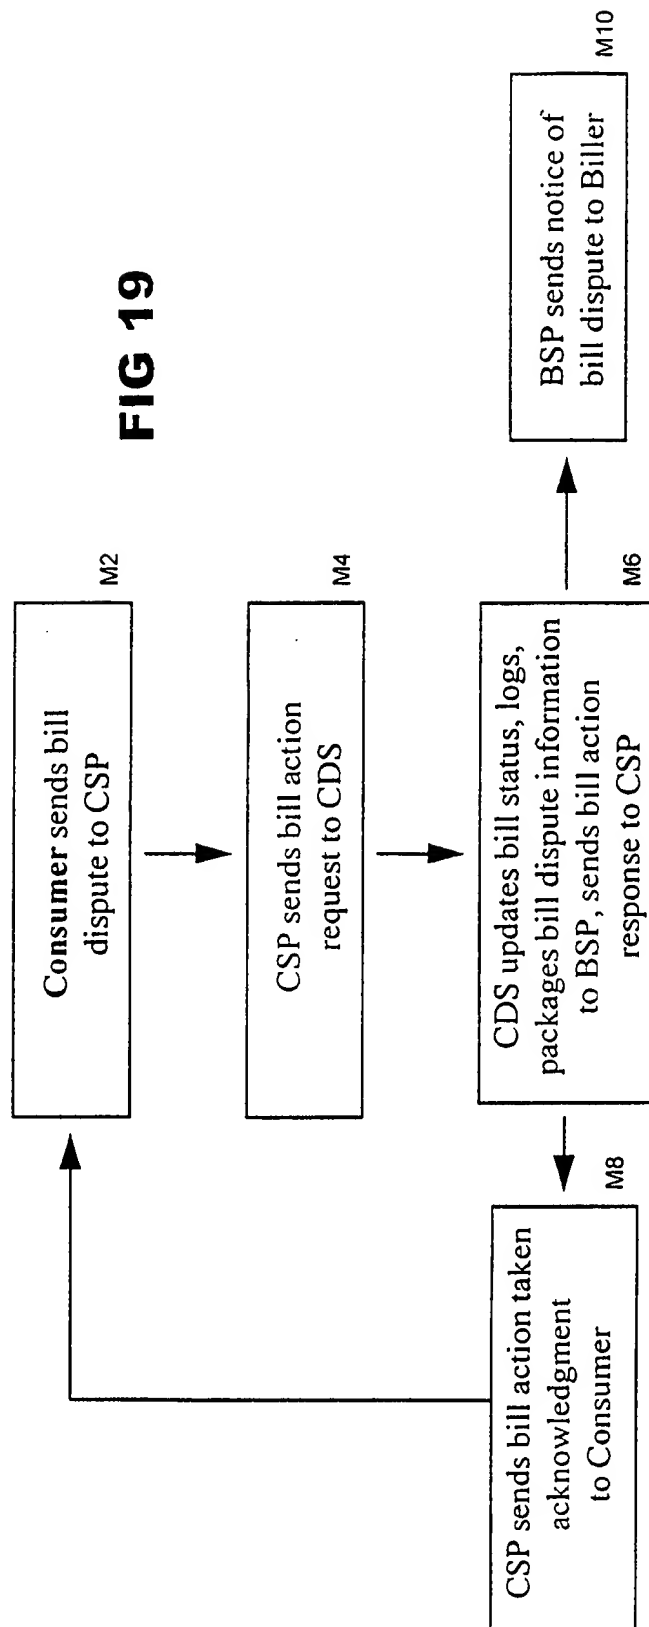 FIG 19
Consumer sends bill
dispute to CSP
M2
CSP sends bill action
request to CDS
M4
CDS updates bill status, logs,
packages bill dispute information
to BSP, sends bill action
response to CSP
M6
CSP sends bill action taken
acknowledgment
to Consumer
M8
BSP sends notice of
bill dispute to Biller
M10